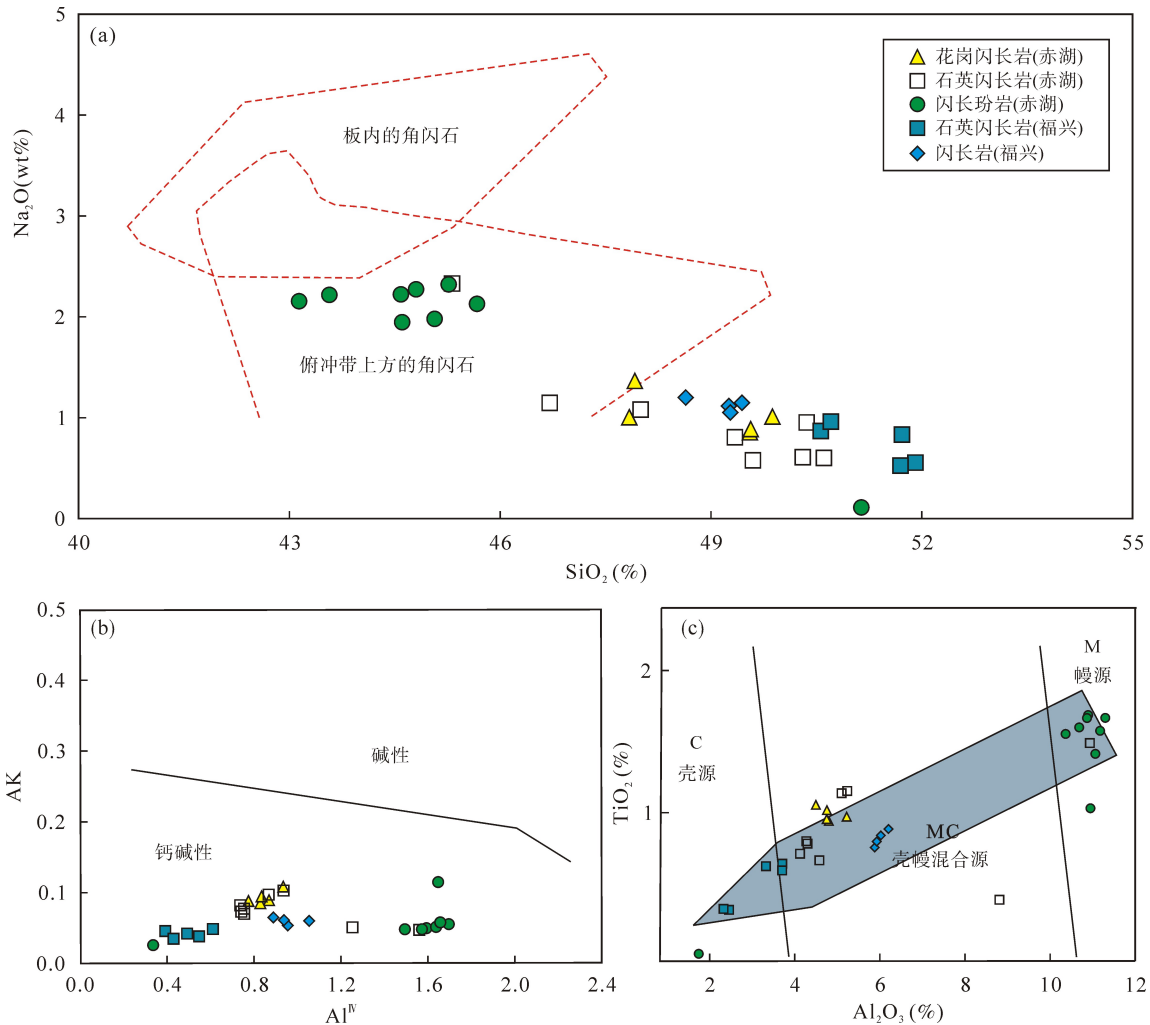 (a)
5
4
3
2
1
0
Na₂O(wt%)
40
43
46
49
52
55
SiO₂(%)
板内的角闪石
俯冲带上方的角闪石
花岗闪长岩(赤湖)
石英闪长岩(赤湖)
闪长玢岩(赤湖)
石英闪长岩(福兴)
闪长岩(福兴)
(b)
0.5
0.4
0.3
0.2
0.1
0.0
AK
碱性
钙碱性
0.0
0.4
0.8
1.2
1.6
2.0
2.4
Alᴵⱽ
(c)
2
1
TiO₂(%)
M
幔源
C
壳源
MC
壳幔混合源
2
4
6
8
10
12
Al₂O₃(%)